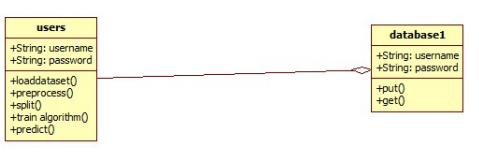 users
+String: username
+String: password
+loaddataset()
+preprocess()
+split()
+train algorithm()
+predict()
database1
+String: username
+String: password
+put()
+get()